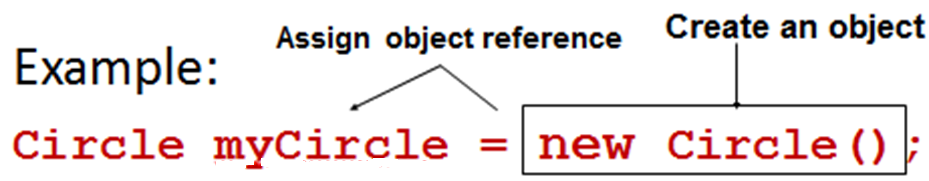 Assign object reference
Create an object
Example:
Circle myCircle = new Circle();